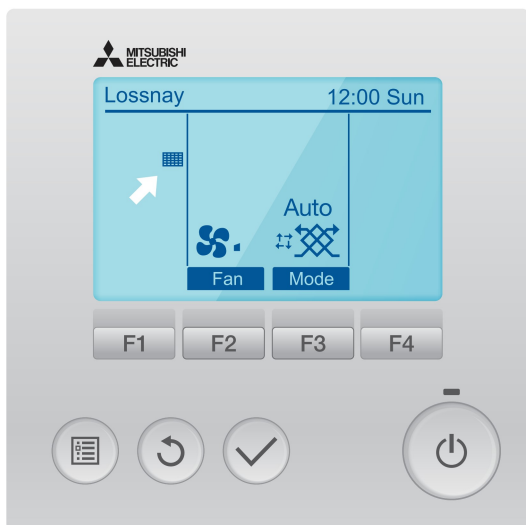 MITSUBISHI
ELECTRIC
Lossnay 12:00 Sun
Auto
Fan Mode
F1 F2 F3 F4